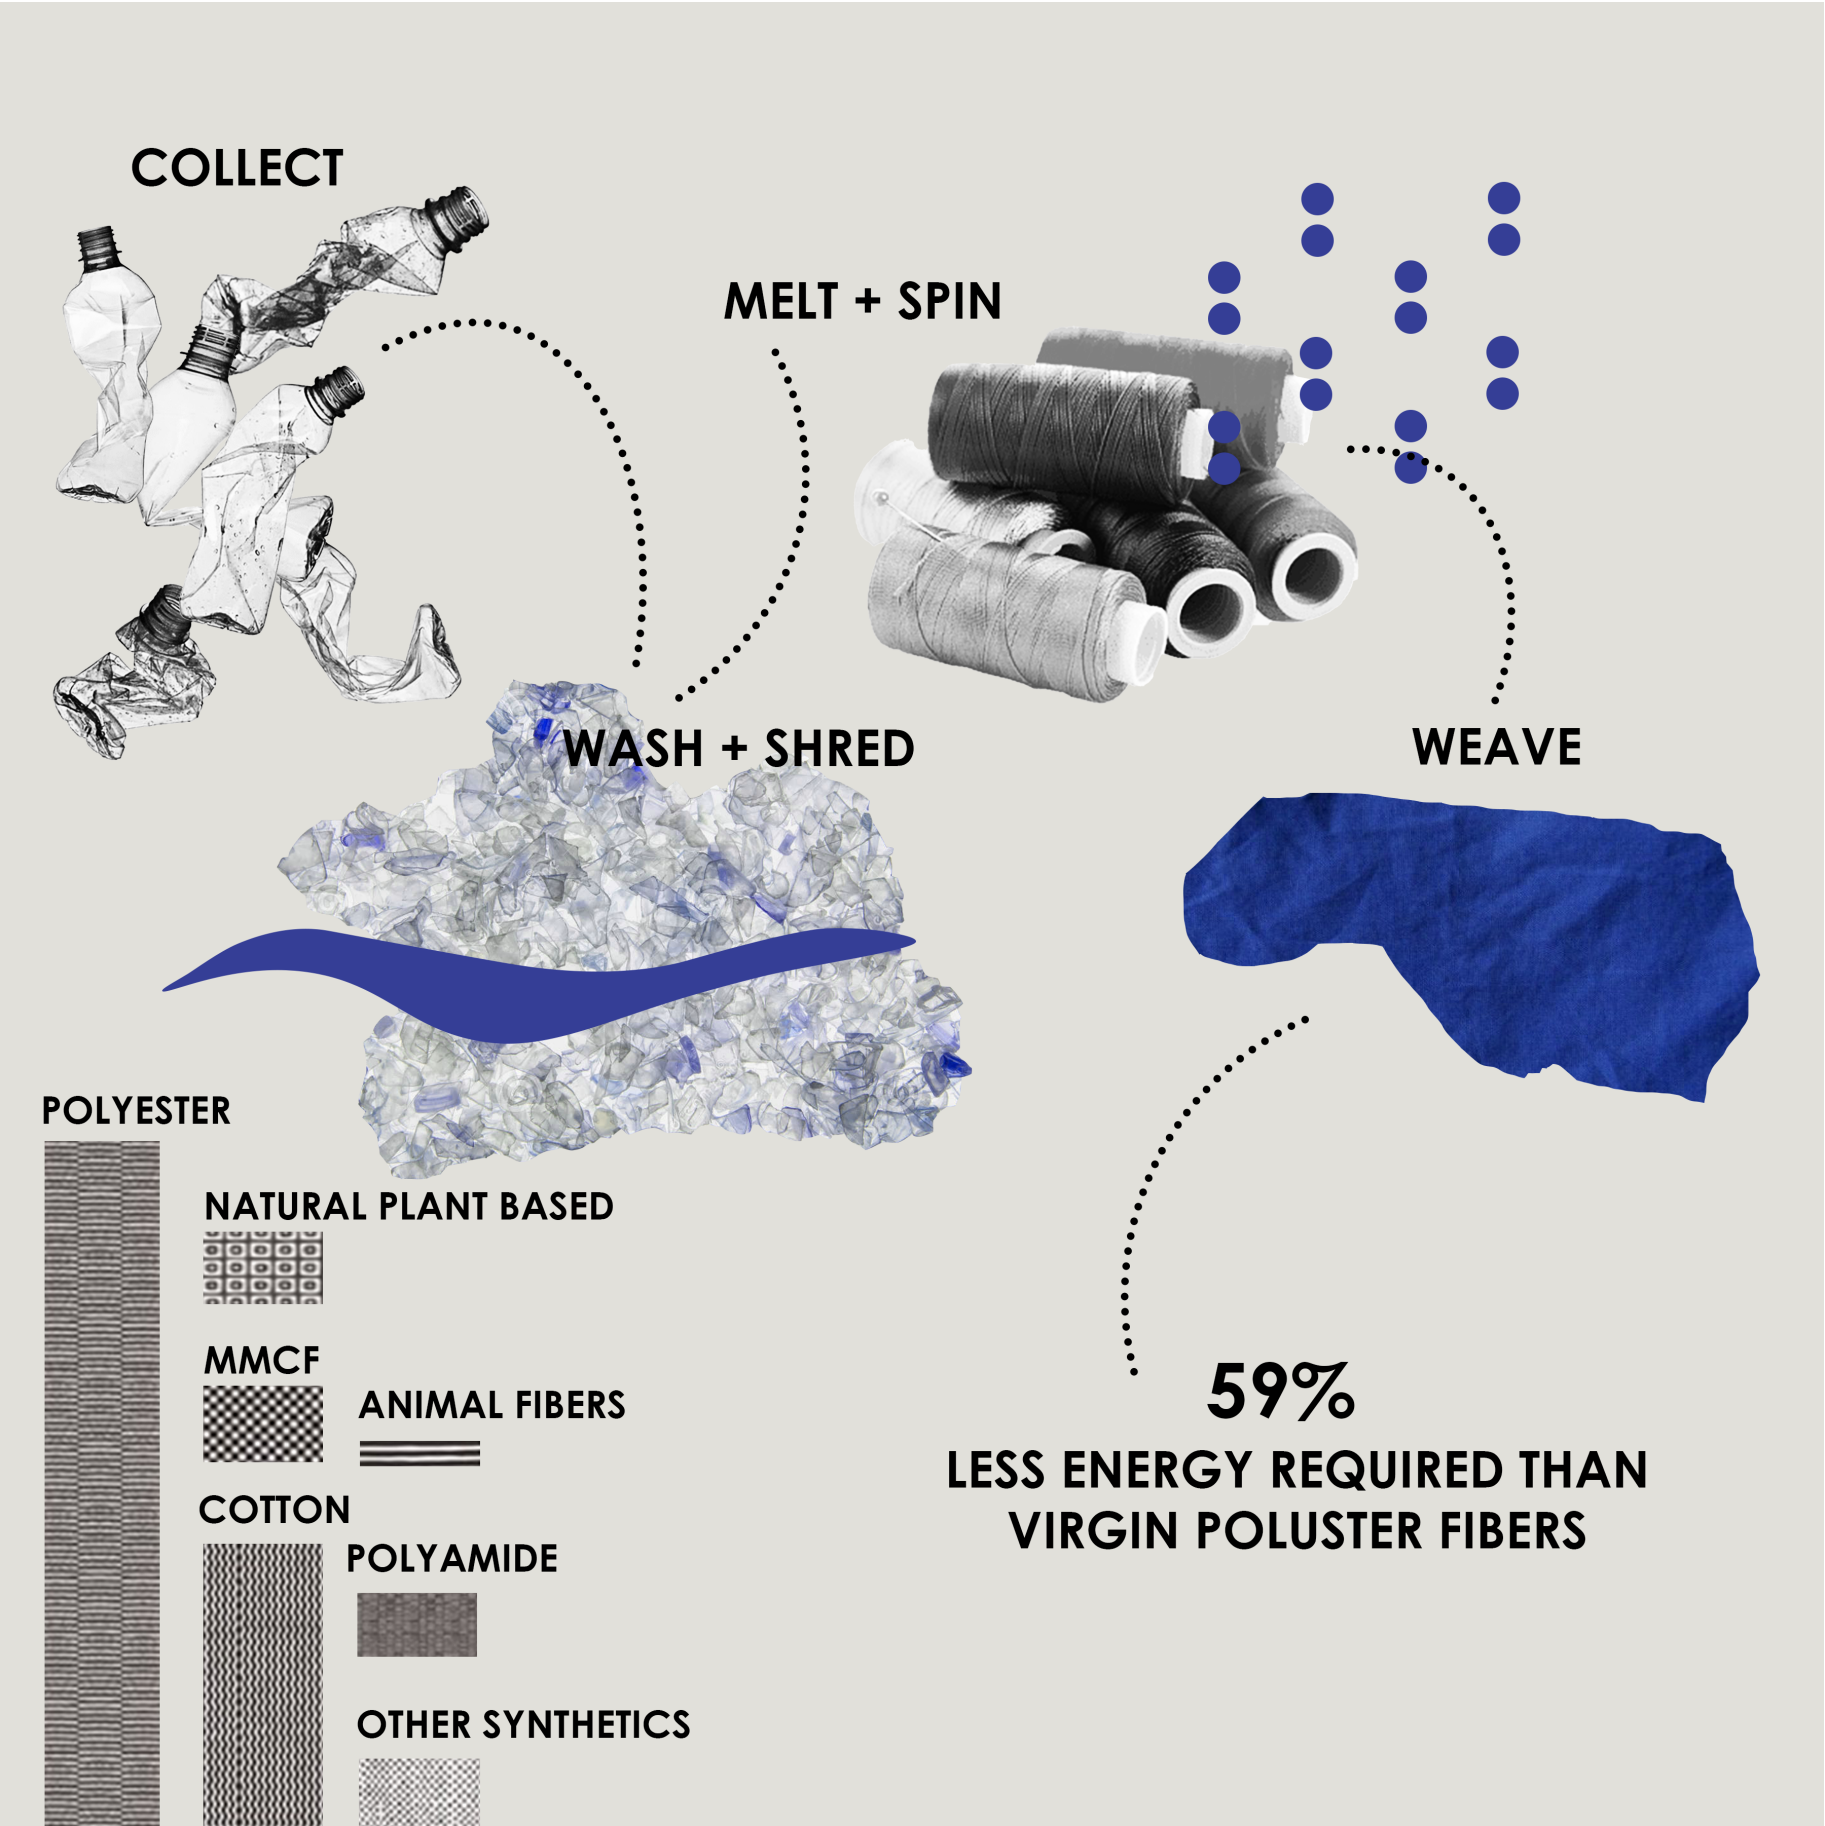 COLLECT
MELT + SPIN
WASH + SHRED
WEAVE
POLYESTER
NATURAL PLANT BASED
MMCF
ANIMAL FIBERS
COTTON
POLYAMIDE
OTHER SYNTHETICS
59%
LESS ENERGY REQUIRED THAN
VIRGIN POLUSTER FIBERS